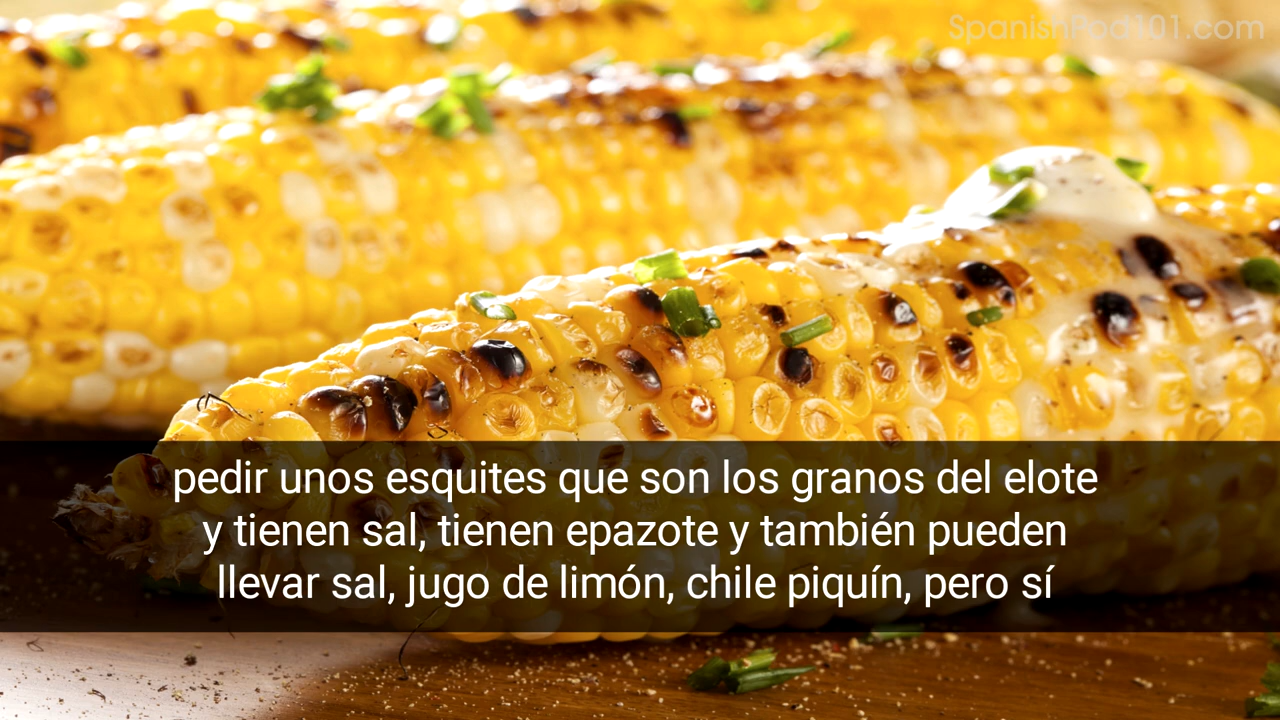 SpanishPod101.com
pedir unos esquites que son los granos del elote
y tienen sal, tienen epazote y también pueden
llevar sal, jugo de limón, chile piquín, pero sí